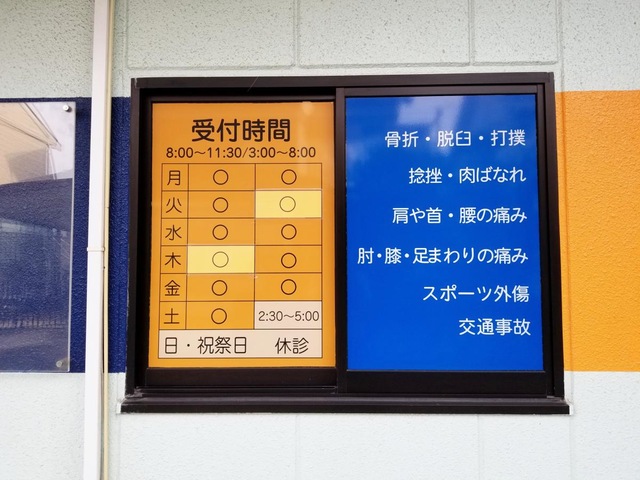 受付時間
8:00〜11:30/3:00〜8:00
月 〇 〇
火 〇 〇
水 〇 〇
木 〇 〇
金 〇 〇
土 〇 2:30〜5:00
日・祝祭日 休診
骨折・脱臼・打撲
捻挫・肉ばなれ
肩や首・腰の痛み
肘・膝・足まわりの痛み
スポーツ外傷
交通事故